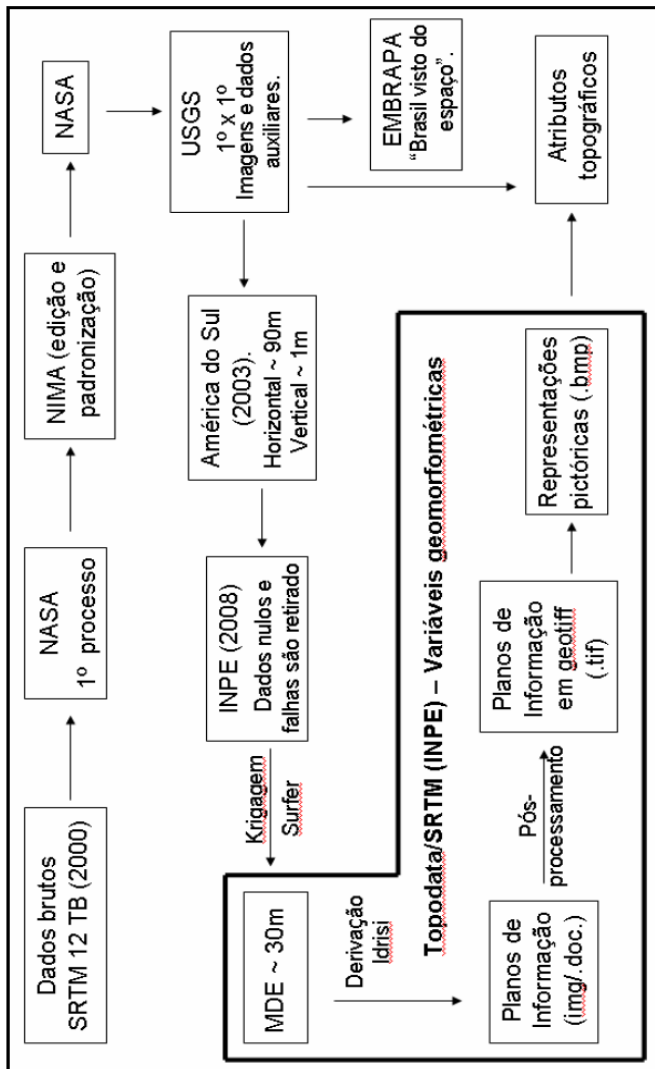 Dados brutos
SRTM 12 TB (2000)
NASA
1º processo
NIMA (edição e
padronização)
NASA
USGS
1º x 1º
Imagens e dados
auxiliares.
EMBRAPA
“Brasil visto do
espaço”.
América do Sul
(2003).
Horizontal ~ 90m
Vertical ~ 1m
INPE (2008)
Dados nulos e
falhas são retirado
Krigagem
Surfer
MDE ~ 30m
Derivação
Idrisi
Topodata/SRTM (INPE) – Variáveis geomorfométricas
Planos de
Informação
(img/.doc.)
Pós-
processamento
Planos de
Informação
em geotiff
(.tif)
Representações
pictóricas (.bmp)
Atributos
topográficos